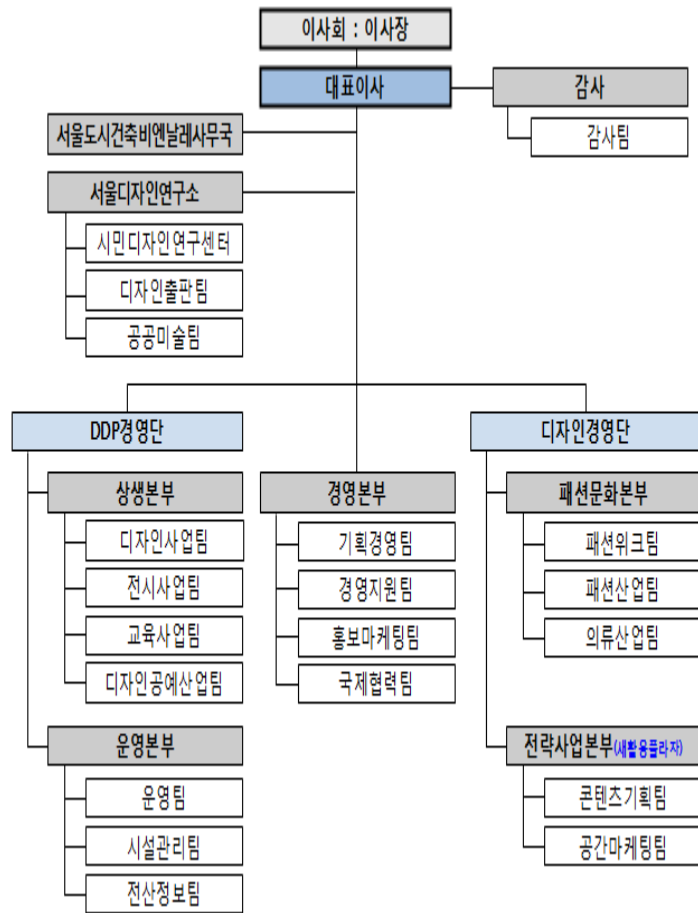 이사회 : 이사장
대표이사
감사
감사팀
서울도시건축비엔날레사무국
서울디자인연구소
시민디자인연구센터
디자인출판팀
공공미술팀
DDP경영단
상생본부
디자인사업팀
전시사업팀
교육사업팀
디자인공예산업팀
운영본부
운영팀
시설관리팀
전산정보팀
경영본부
기획경영팀
경영지원팀
홍보마케팅팀
국제협력팀
디자인경영단
패션문화본부
패션위크팀
패션산업팀
의류산업팀
전략사업본부(새활용플라자)
콘텐츠기획팀
공간마케팅팀